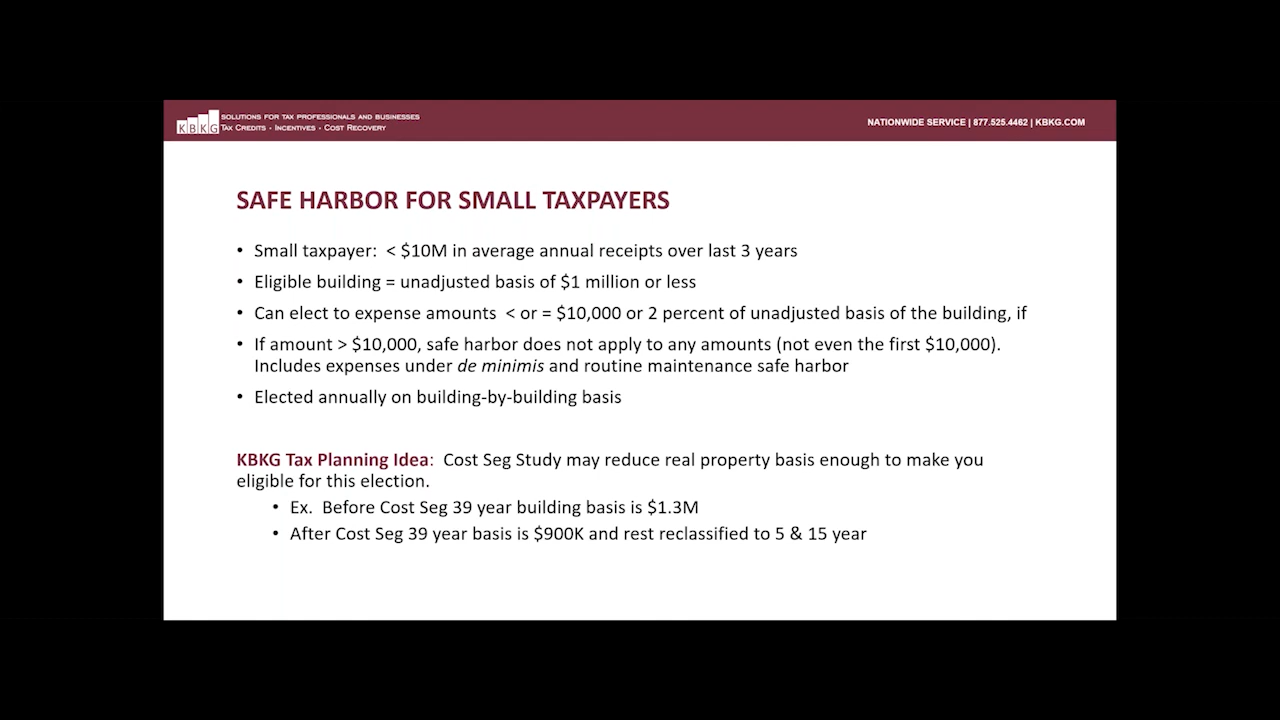 KBKG
SOLUTIONS FOR TAX PROFESSIONALS AND BUSINESSES
TAX CREDITS · INCENTIVES · COST RECOVERY
NATIONWIDE SERVICE | 877.525.4462 | KBKG.COM
SAFE HARBOR FOR SMALL TAXPAYERS
• Small taxpayer:  < $10M in average annual receipts over last 3 years
• Eligible building = unadjusted basis of $1 million or less
• Can elect to expense amounts  < or = $10,000 or 2 percent of unadjusted basis of the building, if
• If amount > $10,000, safe harbor does not apply to any amounts (not even the first $10,000).
Includes expenses under de minimis and routine maintenance safe harbor
• Elected annually on building-by-building basis
KBKG Tax Planning Idea:  Cost Seg Study may reduce real property basis enough to make you
eligible for this election.
• Ex.  Before Cost Seg 39 year building basis is $1.3M
• After Cost Seg 39 year basis is $900K and rest reclassified to 5 & 15 year